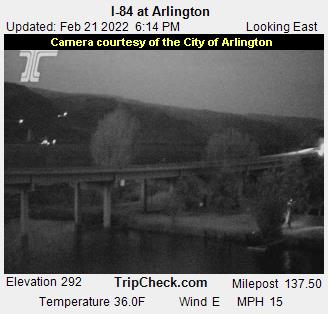 I-84 at Arlington
Updated: Feb 21 2022 6:14 PM Looking East
Camera courtesy of the City of Arlington
Elevation 292 TripCheck.com Milepost 137.50
Temperature 36.0F Wind E MPH 15